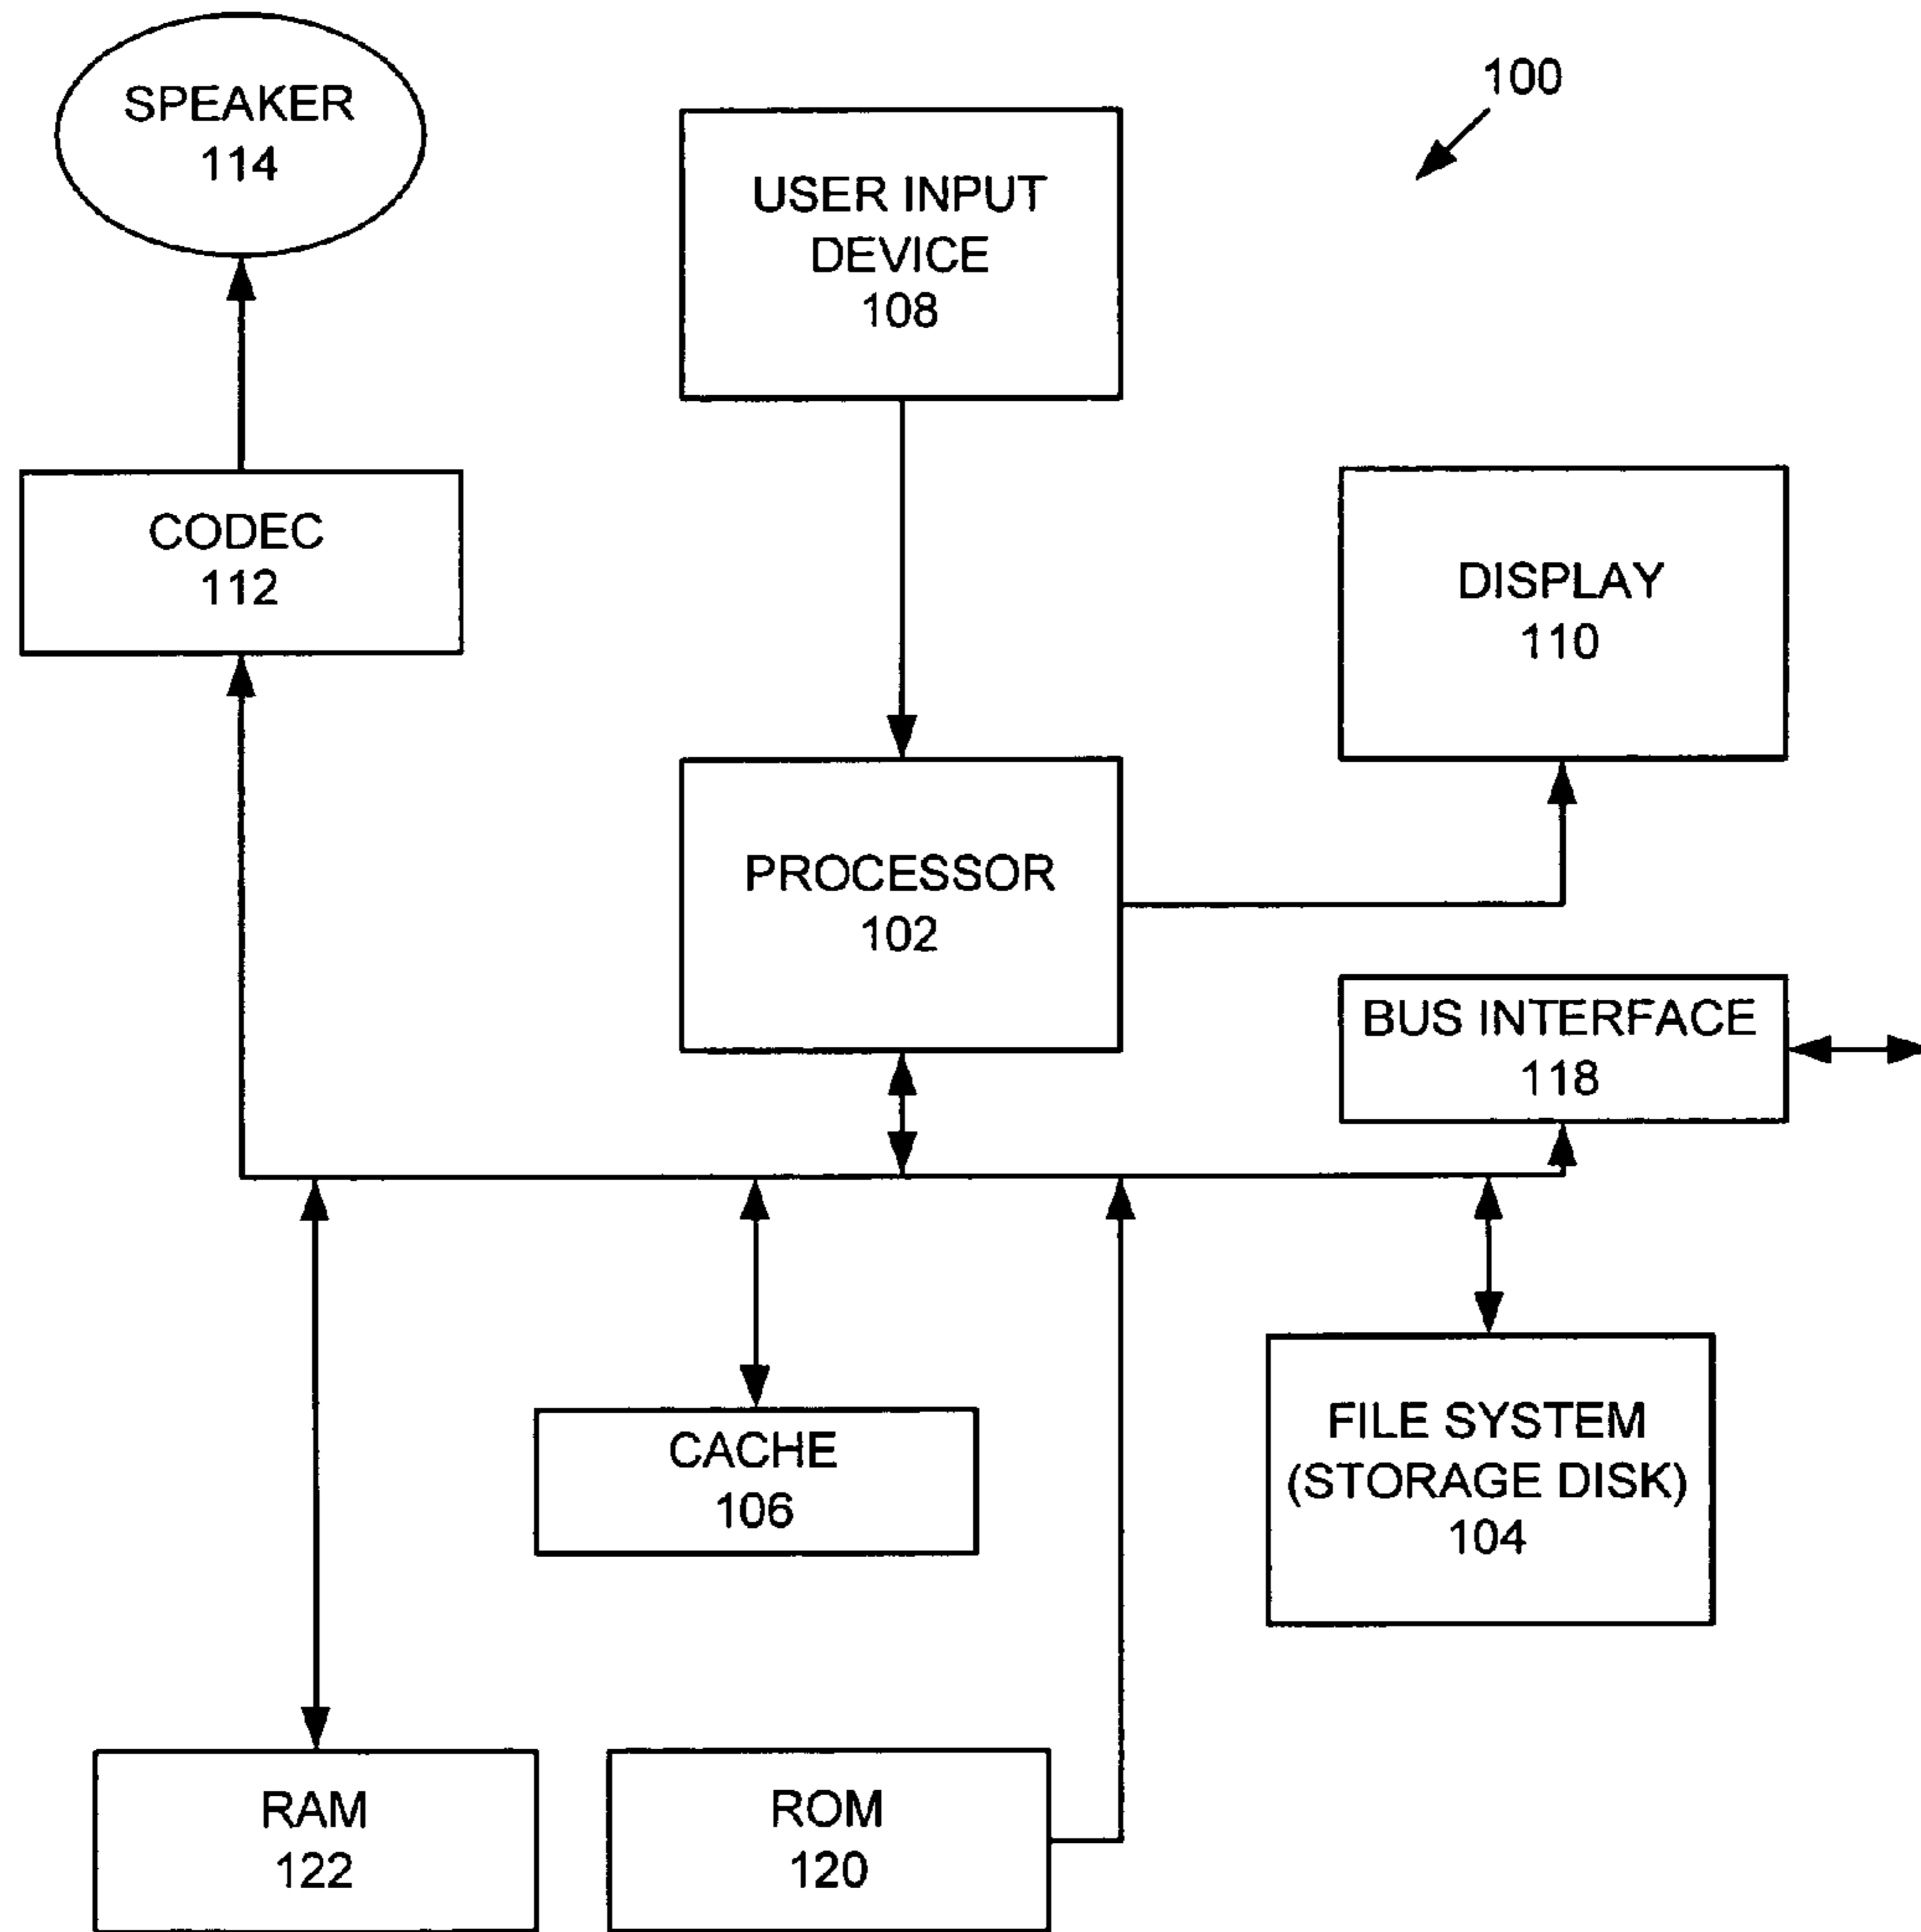 SPEAKER
114
100
USER INPUT
DEVICE
108
CODEC
112
DISPLAY
110
PROCESSOR
102
BUS INTERFACE
118
FILE SYSTEM
(STORAGE DISK)
104
CACHE
106
RAM
122
ROM
120